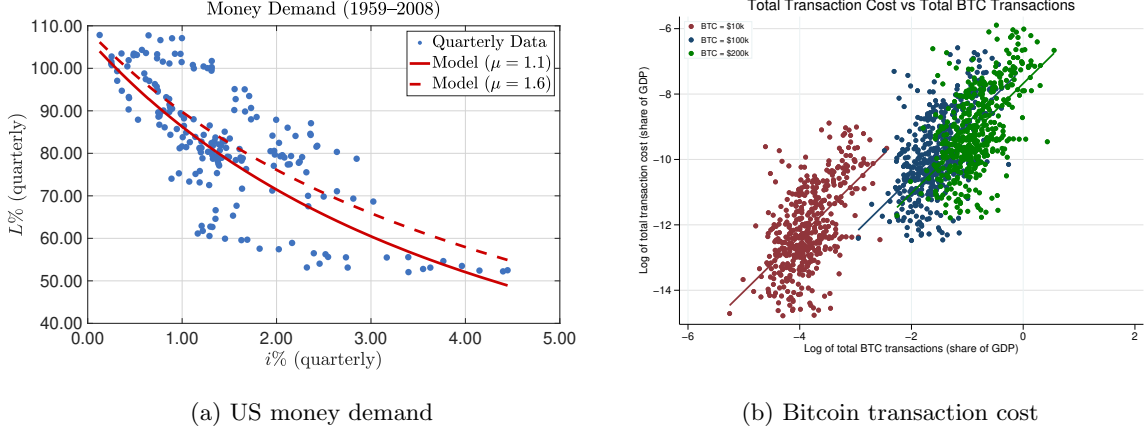 Money Demand (1959–2008)
110.00
100.00
90.00
80.00
70.00
60.00
50.00
40.00
L% (quarterly)
Quarterly Data
Model (μ = 1.1)
Model (μ = 1.6)
0.00 1.00 2.00 3.00 4.00 5.00
i% (quarterly)
(a) US money demand
Total Transaction Cost vs Total BTC Transactions
BTC = $10k
BTC = $100k
BTC = $200k
−6
−8
−10
−12
−14
Log of total transaction cost (share of GDP)
−6 −4 −2 0 2
Log of total BTC transactions (share of GDP)
(b) Bitcoin transaction cost